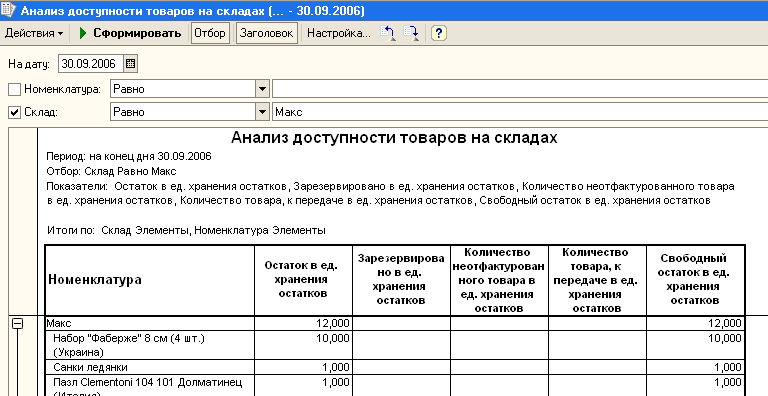 Анализ доступности товаров на складах (... - 30.09.2006)
Действия Сформировать Отбор Заголовок Настройка... ?
На дату: 30.09.2006
Номенклатура: Равно
Склад: Равно Макс
Анализ доступности товаров на складах
Период: на конец дня 30.09.2006
Отбор: Склад Равно Макс
Показатели: Остаток в ед. хранения остатков, Зарезервировано в ед. хранения остатков, Количество неотфактурованного товара
в ед. хранения остатков, Количество товара, к передаче в ед. хранения остатков, Свободный остаток в ед. хранения остатков
Итоги по: Склад Элементы, Номенклатура Элементы
Номенклатура
Остаток в ед.
хранения
остатков
Зарезервирова
но в ед.
хранения
остатков
Количество
неотфактурован
ного товара в
ед. хранения
остатков
Количество
товара, к
передаче в ед.
хранения
остатков
Свободный
остаток в ед.
хранения
остатков
Макс 12,000 12,000
Набор "Фаберже" 8 см (4 шт.) 10,000 10,000
(Украина)
Санки ледянки 1,000 1,000
Пазл Clementoni 104 101 Долматинец 1,000 1,000
(Италия)